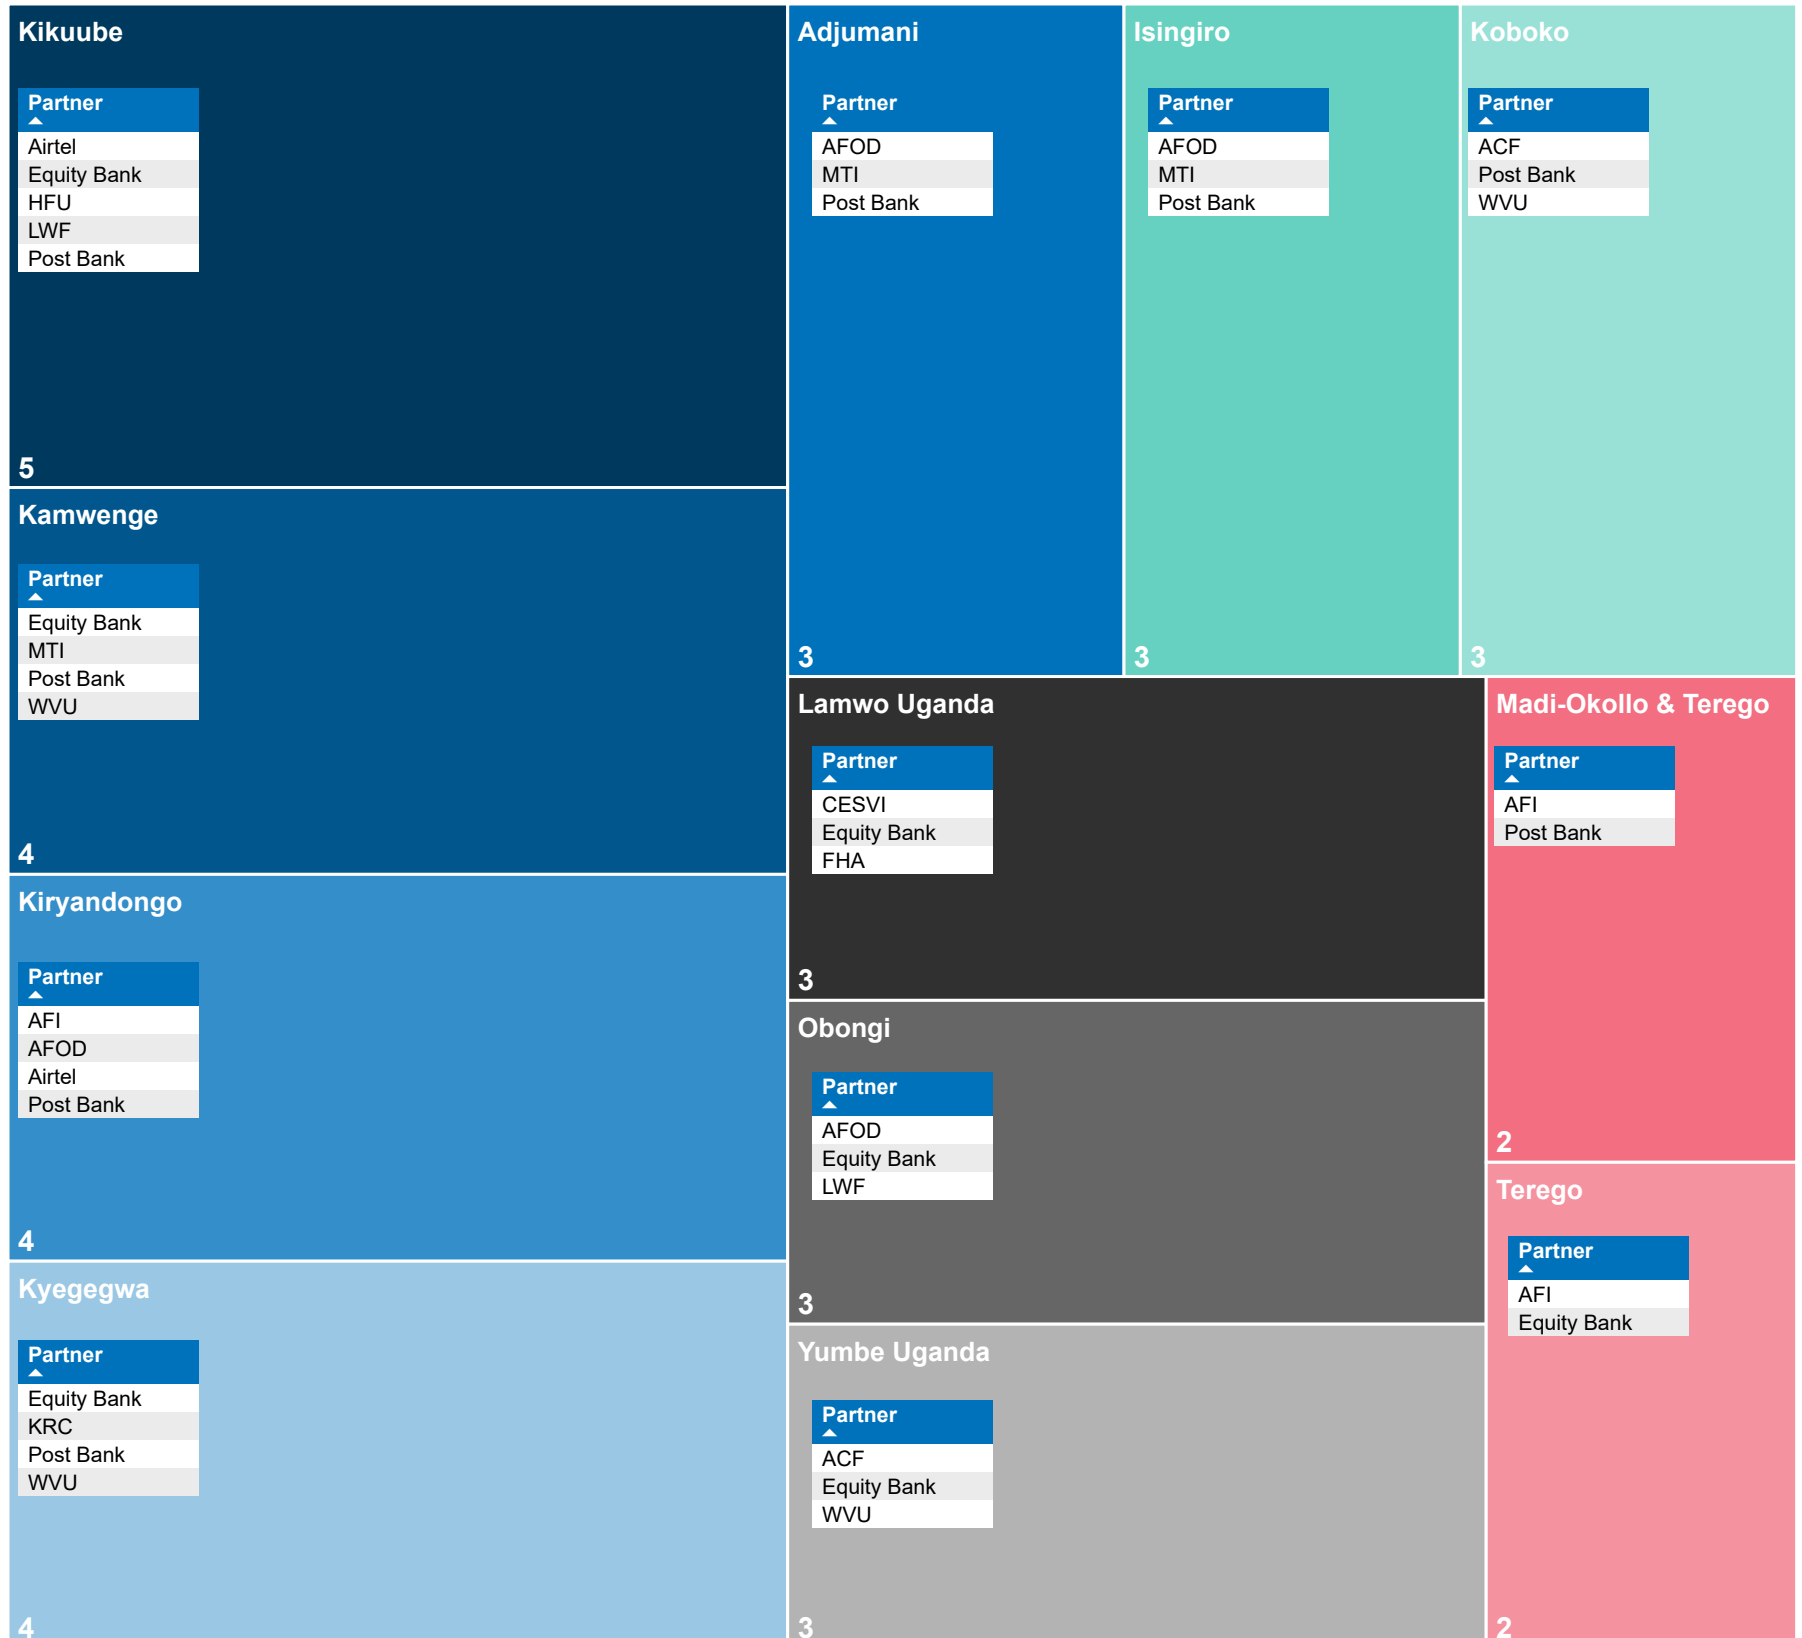 Kikuube
Partner
Airtel
Equity Bank
HFU
LWF
Post Bank
5
Kamwenge
Partner
Equity Bank
MTI
Post Bank
WVU
4
Kiryandongo
Partner
AFI
AFOD
Airtel
Post Bank
4
Kyegegwa
Partner
Equity Bank
KRC
Post Bank
WVU
4
Adjumani
Partner
AFOD
MTI
Post Bank
3
Isingiro
Partner
AFOD
MTI
Post Bank
3
Koboko
Partner
ACF
Post Bank
WVU
3
Lamwo Uganda
Partner
CESVI
Equity Bank
FHA
3
Obongi
Partner
AFOD
Equity Bank
LWF
3
Yumbe Uganda
Partner
ACF
Equity Bank
WVU
3
Madi-Okollo & Terego
Partner
AFI
Post Bank
2
Terego
Partner
AFI
Equity Bank
2